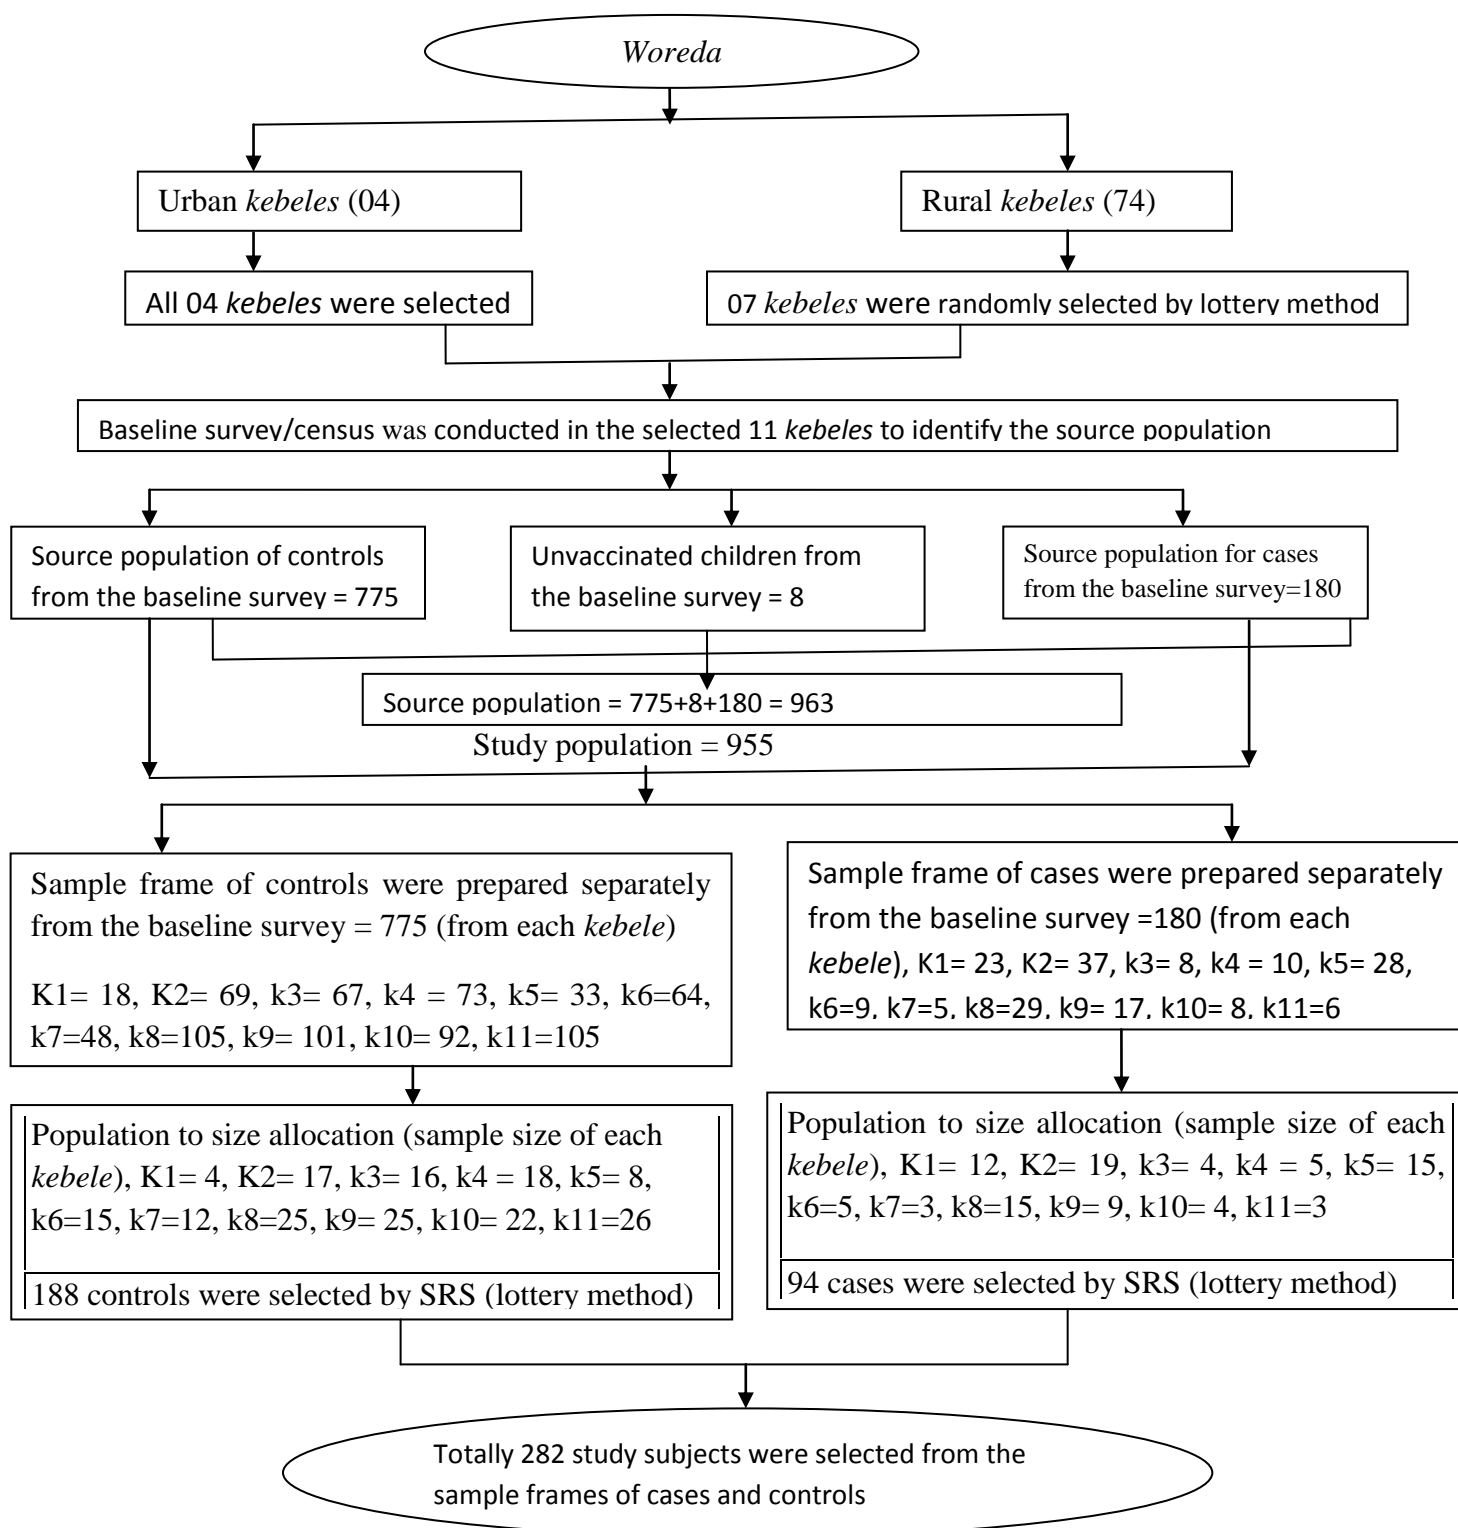 Woreda
Urban kebeles (04)
Rural kebeles (74)
All 04 kebeles were selected
07 kebeles were randomly selected by lottery method
Baseline survey/census was conducted in the selected 11 kebeles to identify the source population
Source population of controls
from the baseline survey = 775
Unvaccinated children from
the baseline survey = 8
Source population for cases
from the baseline survey=180
Source population = 775+8+180 = 963
Study population = 955
Sample frame of controls were prepared separately
from the baseline survey = 775 (from each kebele)
K1= 18, K2= 69, k3= 67, k4 = 73, k5= 33, k6=64,
k7=48, k8=105, k9= 101, k10= 92, k11=105
Sample frame of cases were prepared separately
from the baseline survey =180 (from each
kebele), K1= 23, K2= 37, k3= 8, k4 = 10, k5= 28,
k6=9, k7=5, k8=29, k9= 17, k10= 8, k11=6
Population to size allocation (sample size of each
kebele), K1= 4, K2= 17, k3= 16, k4 = 18, k5= 8,
k6=15, k7=12, k8=25, k9= 25, k10= 22, k11=26
188 controls were selected by SRS (lottery method)
Population to size allocation (sample size of each
kebele), K1= 12, K2= 19, k3= 4, k4 = 5, k5= 15,
k6=5, k7=3, k8=15, k9= 9, k10= 4, k11=3
94 cases were selected by SRS (lottery method)
Totally 282 study subjects were selected from the
sample frames of cases and controls